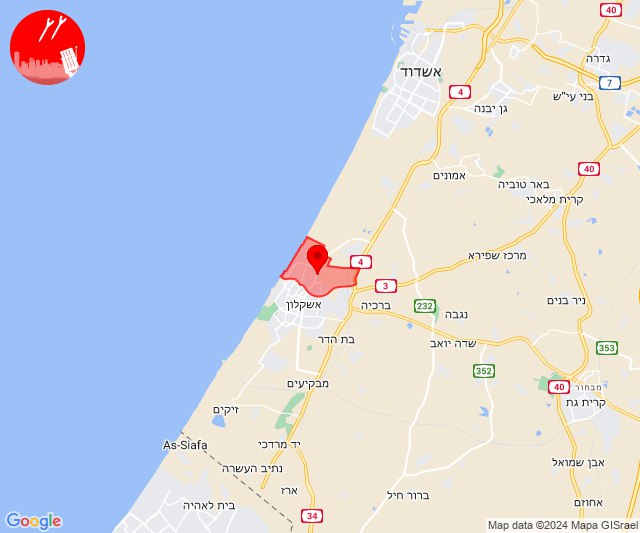 40
גדרה
אשדוד
7
4
בני עי"ש
גן יבנה
40
אמונים
באר טוביה
קרית מלאכי
מרכז שפירא
4
3
אשקלון
ברכיה
232
נגבה
ניר בנים
בת הדר
שדה יואב
353
352
מבקיעים
40
מבחור
קרית גת
זיקים
As-Siafa
יד מרדכי
נתיב העשרה
אבן שמואל
ארז
ברור חיל
בית לאהיה
אחוזם
34
Google
Map data ©2024 Mapa GISrael